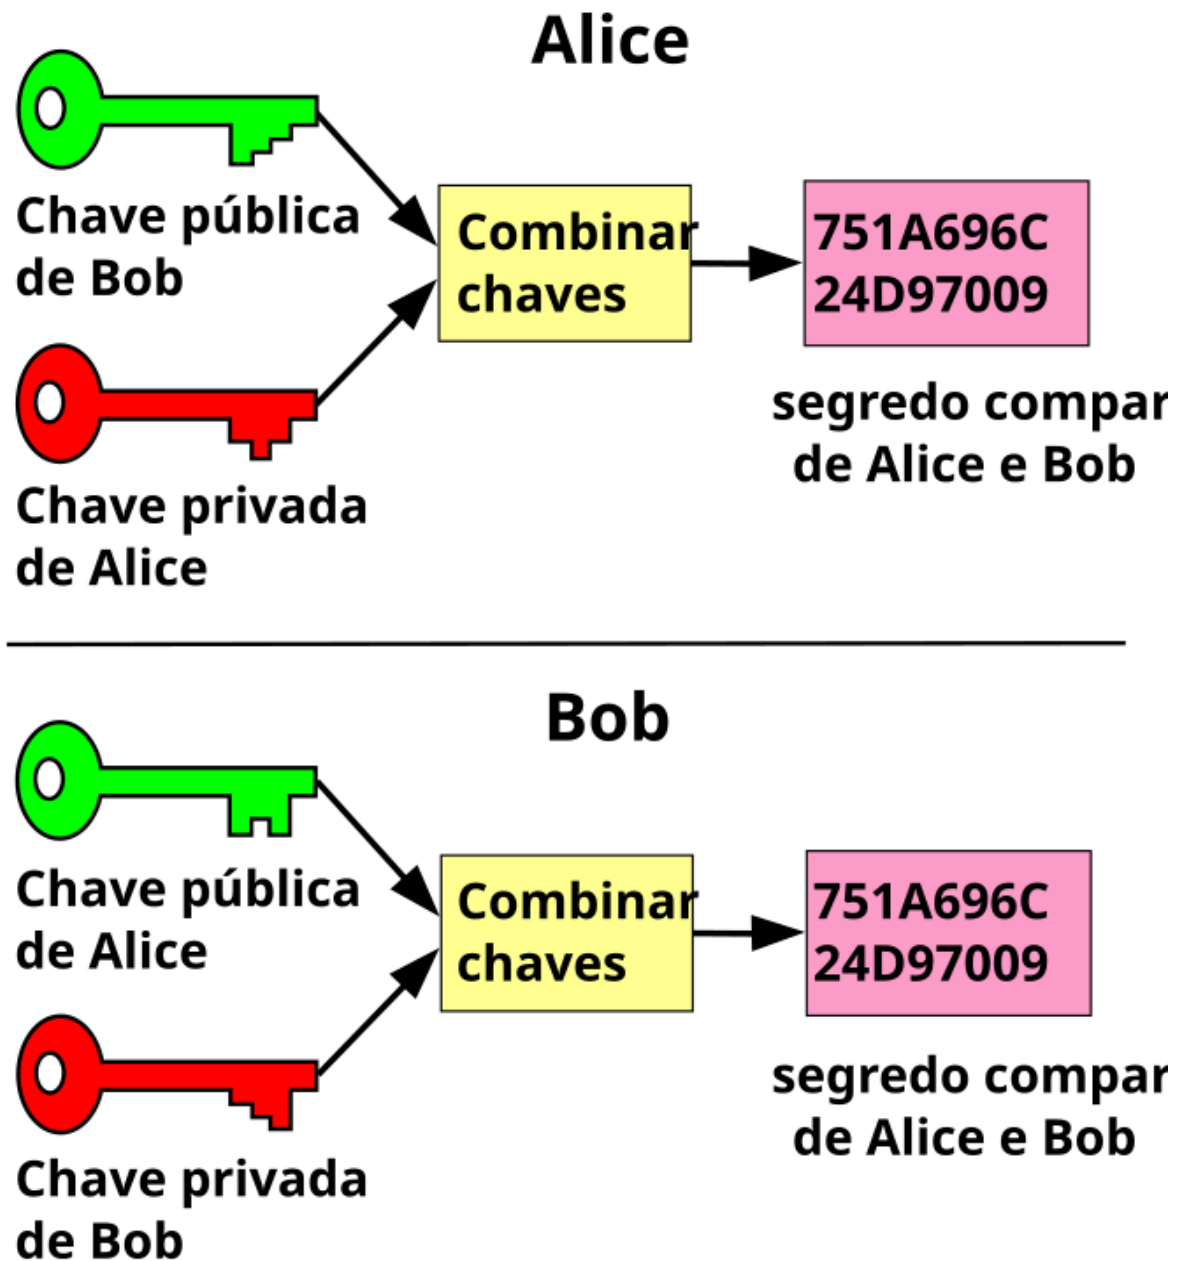 Alice
Chave pública
de Bob
Combinar
chaves
751A696C
24D97009
segredo compar
de Alice e Bob
Chave privada
de Alice
Bob
Chave pública
de Alice
Combinar
chaves
751A696C
24D97009
segredo compar
de Alice e Bob
Chave privada
de Bob